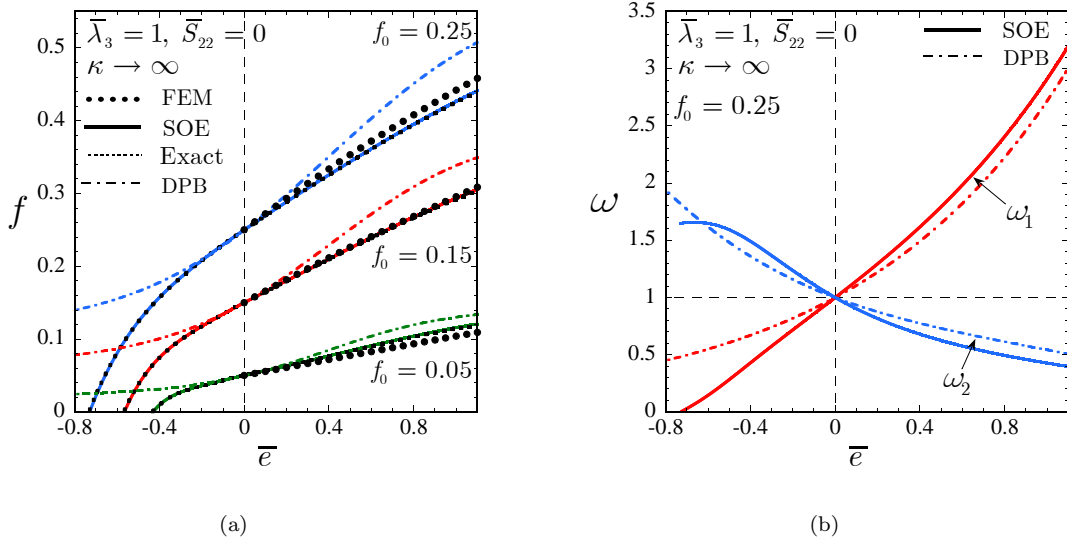 λ̄₃ = 1, S̄₂₂ = 0
κ → ∞
FEM
SOE
Exact
DPB
f₀ = 0.25
f₀ = 0.15
f₀ = 0.05
f
0.5
0.4
0.3
0.2
0.1
0
-0.8 -0.4 0 0.4 0.8
e̅
(a)
λ̄₃ = 1, S̄₂₂ = 0
κ → ∞
f₀ = 0.25
SOE
DPB
ω₁
ω₂
ω
3.5
3
2.5
2
1.5
1
0.5
0
-0.8 -0.4 0 0.4 0.8
e̅
(b)